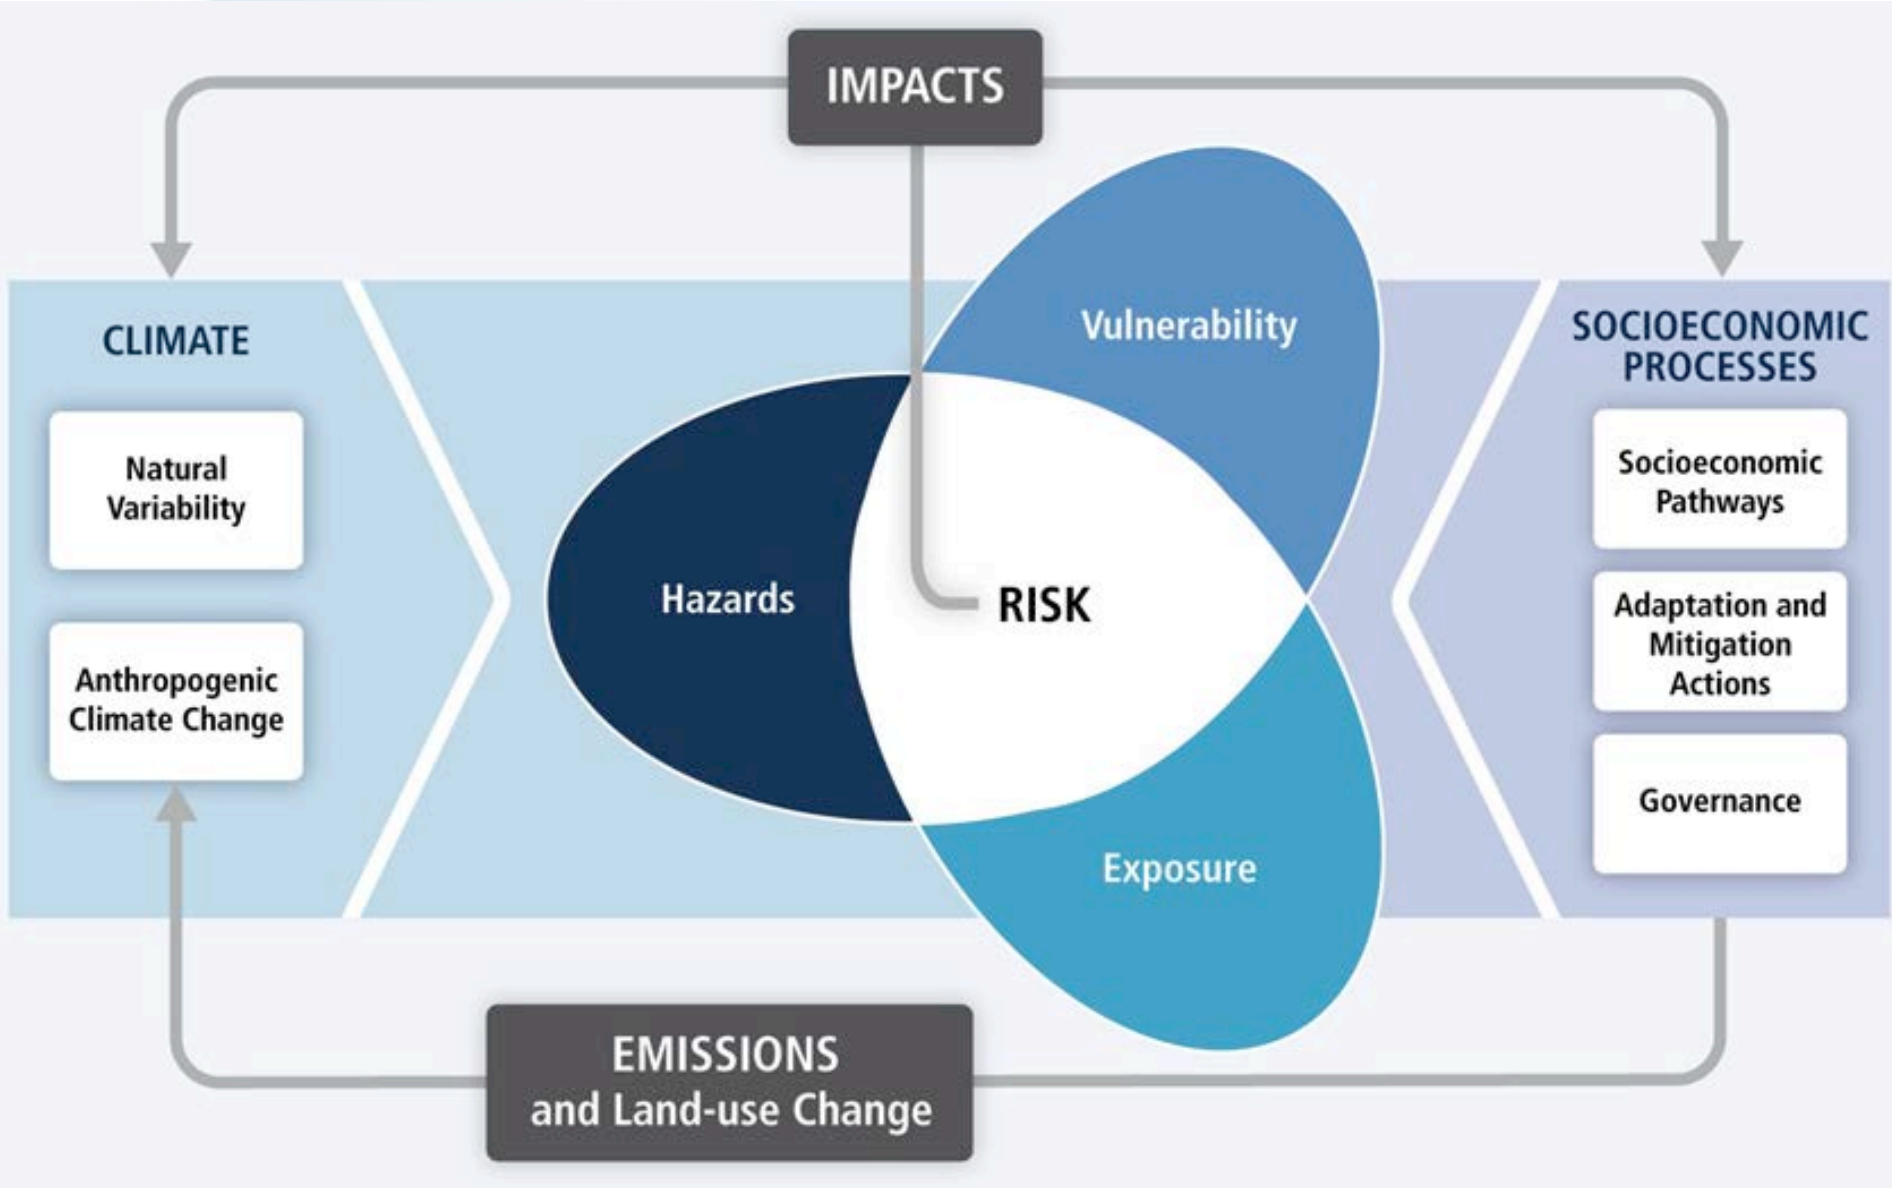 IMPACTS
CLIMATE
Natural
Variability
Anthropogenic
Climate Change
Vulnerability
Hazards
RISK
Exposure
SOCIOECONOMIC
PROCESSES
Socioeconomic
Pathways
Adaptation and
Mitigation
Actions
Governance
EMISSIONS
and Land-use Change